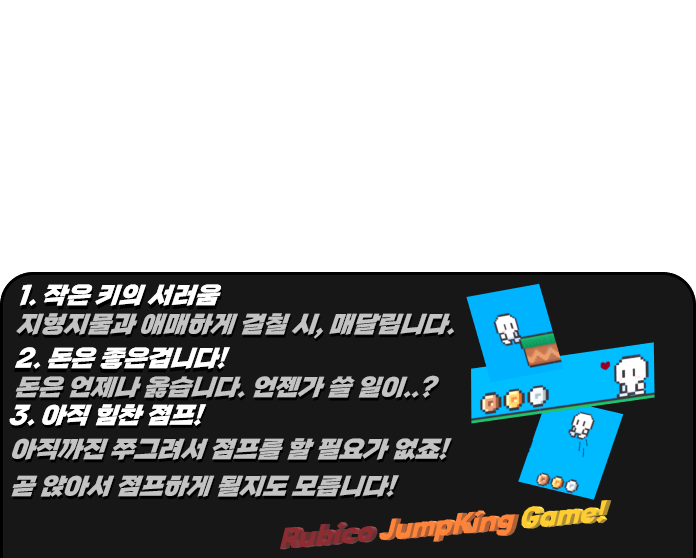 1. 작은 키의 서러움
지형지물과 애매하게 걸칠 시, 매달립니다.
2. 돈은 좋은겁니다!
돈은 언제나 옳습니다. 언젠가 쓸 일이..?
3. 아직 힘찬 점프!
아직까진 쭈그려서 점프를 할 필요가 없죠!
곧 앉아서 점프하게 될지도 모릅니다!
Rubico JumpKing Game!